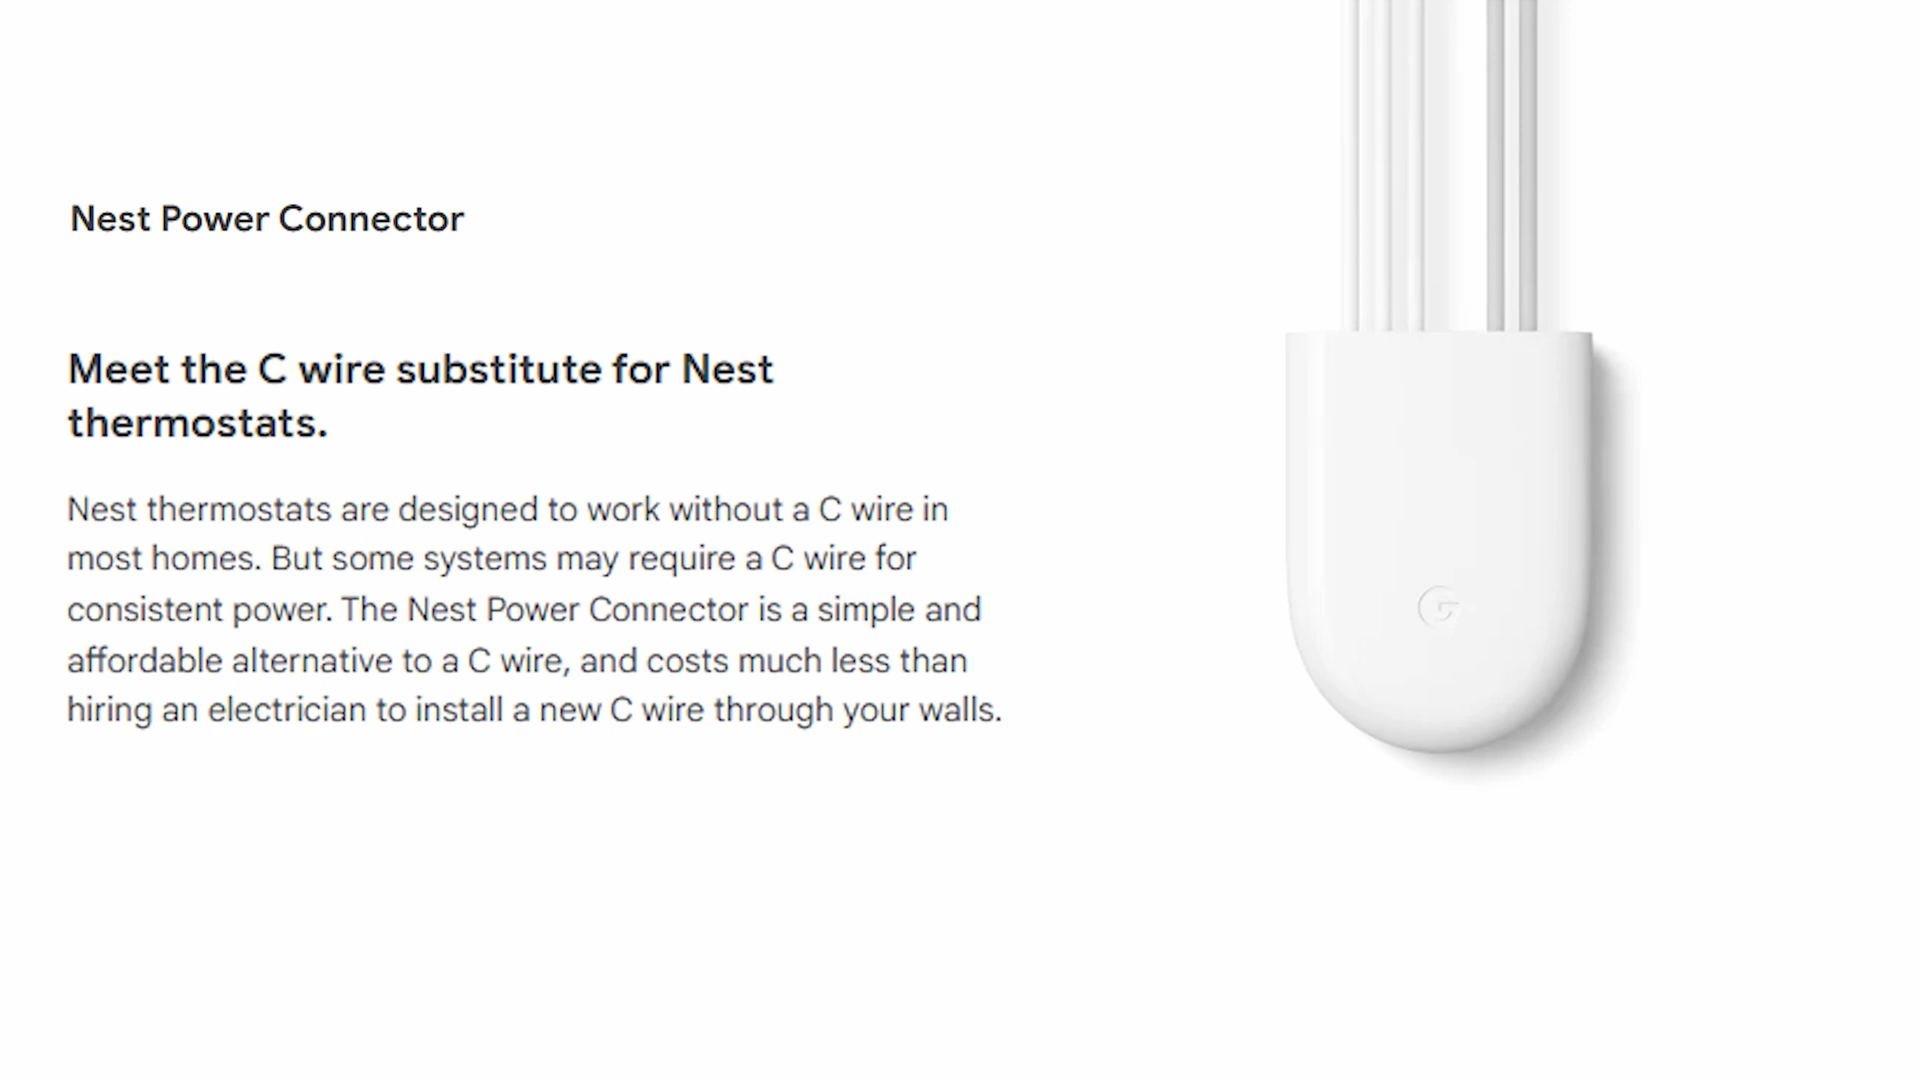 Nest Power Connector
Meet the C wire substitute for Nest
thermostats.
Nest thermostats are designed to work without a C wire in
most homes. But some systems may require a C wire for
consistent power. The Nest Power Connector is a simple and
affordable alternative to a C wire, and costs much less than
hiring an electrician to install a new C wire through your walls.
G